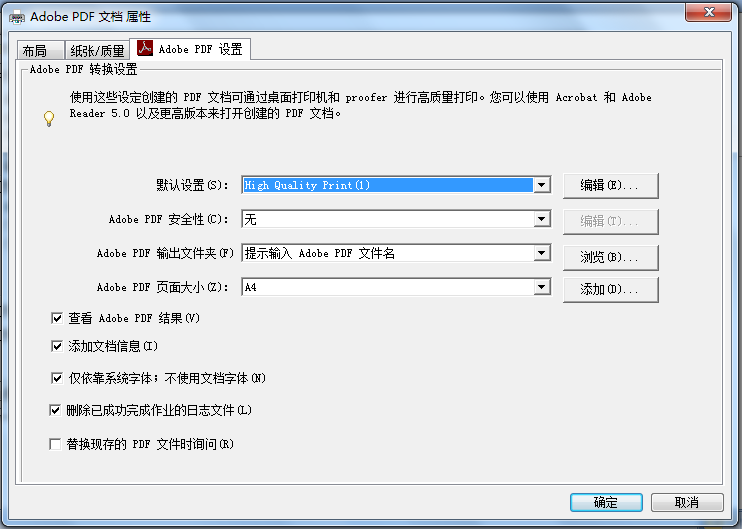 Adobe PDF 文档 属性
布局
纸张/质量
Adobe PDF 设置
Adobe PDF 转换设置
使用这些设定创建的 PDF 文档可通过桌面打印机和 proofer 进行高质量打印。您可以使用 Acrobat 和 Adobe
Reader 5.0 以及更高版本来打开创建的 PDF 文档。
默认设置(S): High Quality Print(1) 编辑(E)...
Adobe PDF 安全性(C): 无 编辑(T)...
Adobe PDF 输出文件夹(F) 提示输入 Adobe PDF 文件名 浏览(B)...
Adobe PDF 页面大小(Z): A4 添加(D)...
查看 Adobe PDF 结果(V)
添加文档信息(I)
仅依靠系统字体；不使用文档字体(N)
删除已成功完成作业的日志文件(L)
替换现存的 PDF 文件时询问(R)
确定 取消